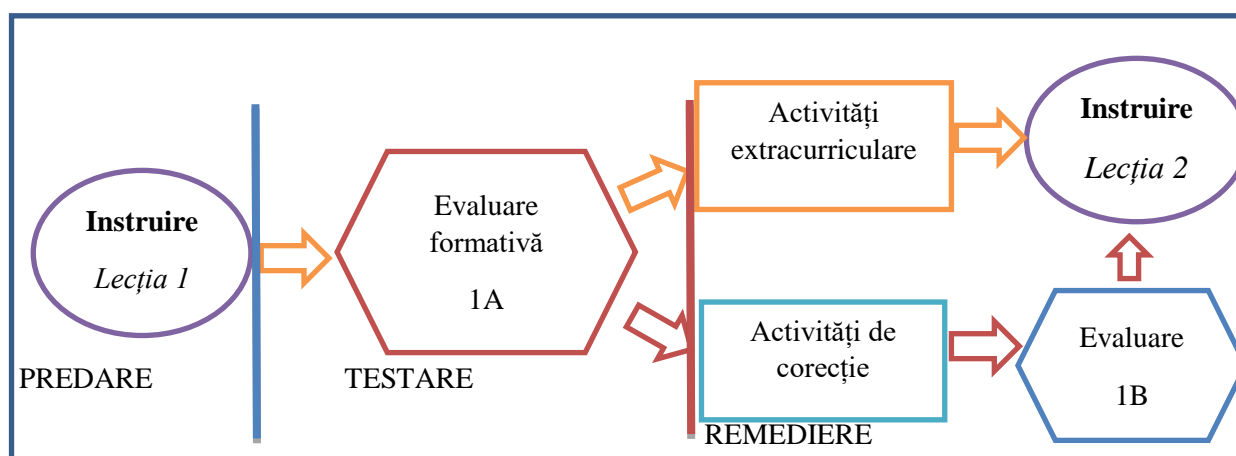 Instruire
Lecția 1
PREDARE
Evaluare
formativă
1A
TESTARE
Activități
extracurriculare
Activități de
corecție
REMEDIERE
Instruire
Lecția 2
Evaluare
1B